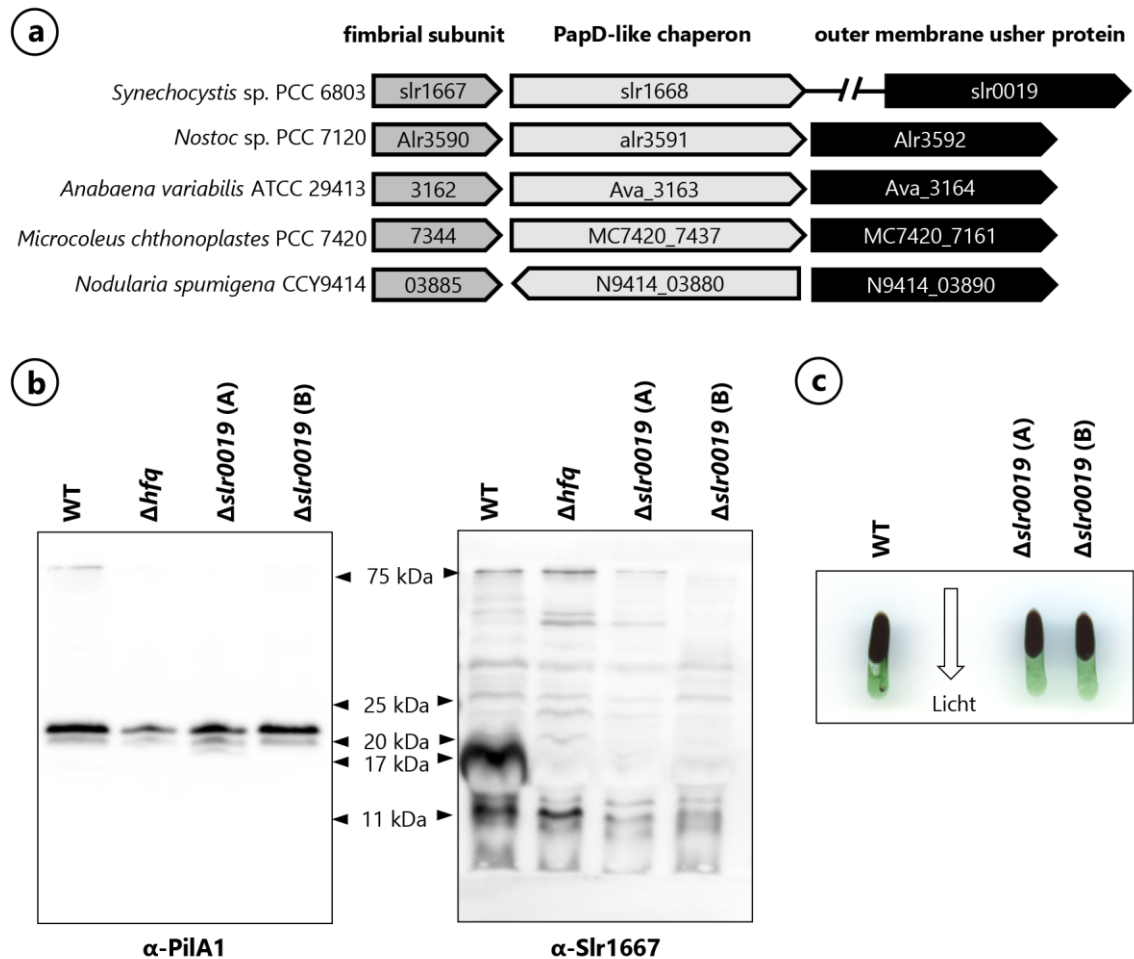 a
fimbrial subunit PapD-like chaperon outer membrane usher protein
Synechocystis sp. PCC 6803 slr1667 slr1668 slr0019
Nostoc sp. PCC 7120 Alr3590 alr3591 Alr3592
Anabaena variabilis ATCC 29413 3162 Ava_3163 Ava_3164
Microcoleus chthonoplastes PCC 7420 7344 MC7420_7437 MC7420_7161
Nodularia spumigena CCY9414 03885 N9414_03880 N9414_03890
b
WT Δhfq Δslr0019 (A) Δslr0019 (B)
WT Δhfq Δslr0019 (A) Δslr0019 (B)
75 kDa
25 kDa
20 kDa
17 kDa
11 kDa
α-PilA1
α-Slr1667
c
WT Δslr0019 (A) Δslr0019 (B)
Licht